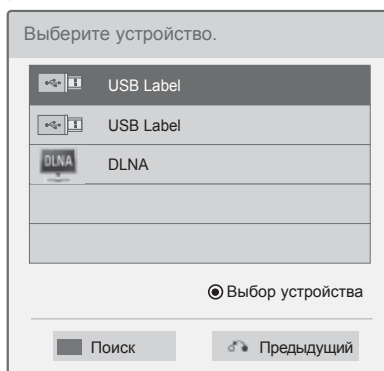 Выберите устройство.
USB Label
USB Label
DLNA DLNA
Выбор устройства
Поиск Предыдущий